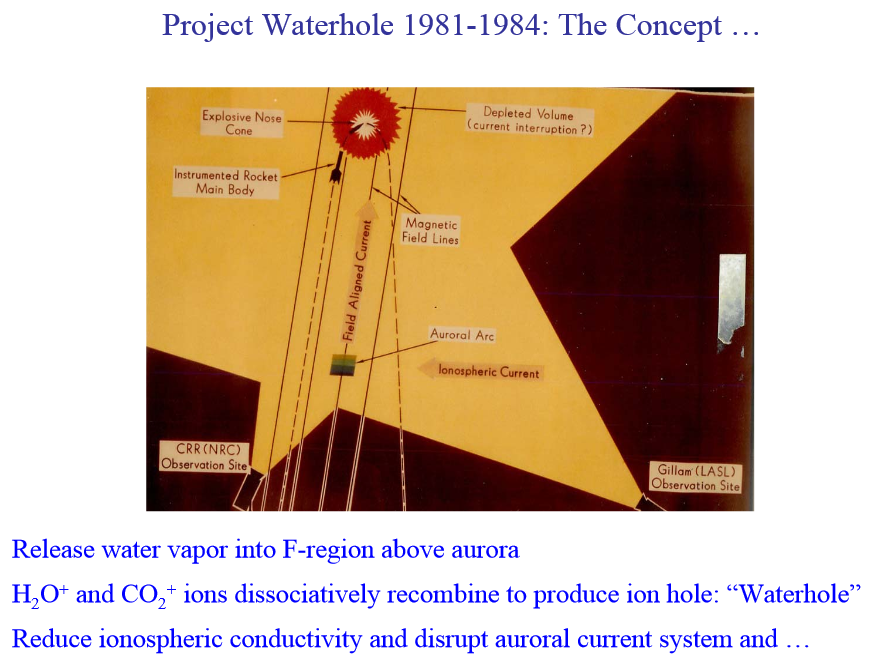 Project Waterhole 1981-1984: The Concept …
Explosive Nose
Cone
Depleted Volume
(current interruption?)
Instrumented Rocket
Main Body
Magnetic
Field Lines
Field Aligned Current
Auroral Arc
Ionospheric Current
CRR(NRC)
Observation Site
Gillam (LASL)
Observation Site
Release water vapor into F-region above aurora
H₂O⁺ and CO₂⁺ ions dissociatively recombine to produce ion hole: “Waterhole”
Reduce ionospheric conductivity and disrupt auroral current system and …